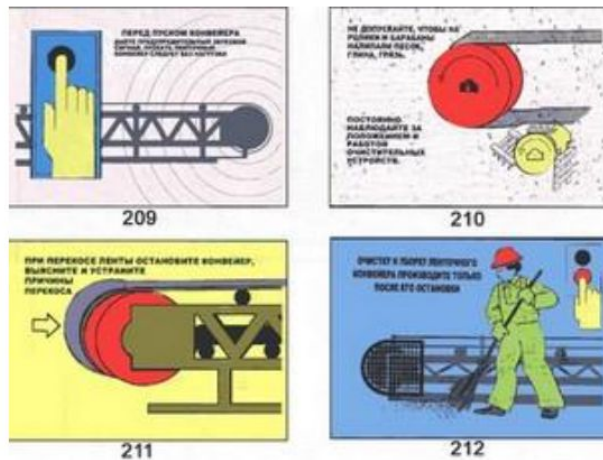 ПЕРЕД ПУСКОМ КОНВЕЙЕРА
ДАЙТЕ ПРЕДУПРЕДИТЕЛЬНЫЙ ЗВУКОВОЙ
СИГНАЛ. ПУСКАТЬ ЛЕНТОЧНЫЙ
КОНВЕЙЕР СЛЕДУЕТ БЕЗ НАГРУЗКИ
209
НЕ ДОПУСКАЙТЕ, ЧТОБЫ НА
РОЛИКИ И БАРАБАНЫ
НАЛИПАЛИ ПЕСОК,
ГЛИНА, ГРЯЗЬ.
ПОСТОЯННО
НАБЛЮДАЙТЕ ЗА
ПОЛОЖЕНИЕМ И
РАБОТОЙ
ОЧИСТИТЕЛЬНЫХ
УСТРОЙСТВ.
210
ПРИ ПЕРЕКОСЕ ЛЕНТЫ ОСТАНОВИТЕ КОНВЕЙЕР,
ВЫЯСНИТЕ И УСТРАНИТЕ
ПРИЧИНЫ
ПЕРЕКОСА
211
ОЧИСТКУ И ЛЕНТОЧНОГО
КОНВЕЙЕРА ПРОИЗВОДИТЕ ТОЛЬКО
ПОСЛЕ ЕГО ОСТАНОВКИ
212